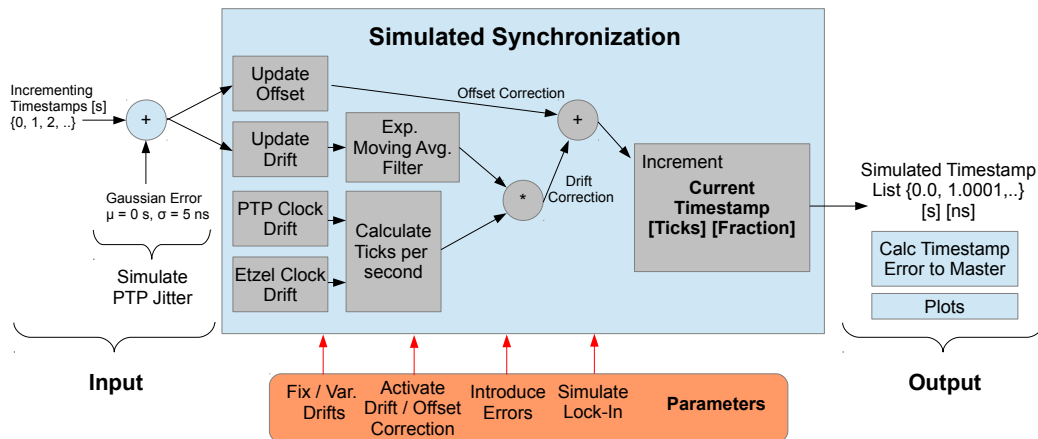 Simulated Synchronization
Incrementing
Timestamps [s]
{0, 1, 2, ..}
+
Gaussian Error
μ = 0 s, σ = 5 ns
Simulate
PTP Jitter
Input
Update
Offset
Update
Drift
Exp.
Moving Avg.
Filter
PTP Clock
Drift
Etzel Clock
Drift
Calculate
Ticks per
second
Offset Correction
+
*
Drift
Correction
Increment
Current
Timestamp
[Ticks] [Fraction]
Simulated Timestamp
List {0.0, 1.0001,..}
[s] [ns]
Calc Timestamp
Error to Master
Plots
Output
Fix / Var.
Drifts
Activate
Drift / Offset
Correction
Introduce
Errors
Simulate
Lock-In
Parameters